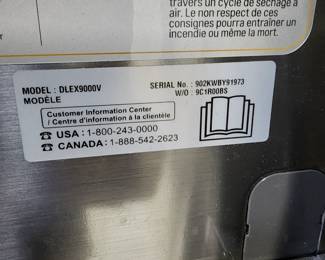 travers un cycle de séchage à
air. Le non respect de ces
consignes pourra entraîner un
incendie ou même la mort.
MODEL : DLEX9000V
MODÈLE
SERIAL No. : 902KWBY91973
W/O : 9C1R00BS
Customer Information Center
/ Centre d'information à la clientèle
☎ USA : 1-800-243-0000
☎ CANADA : 1-888-542-2623